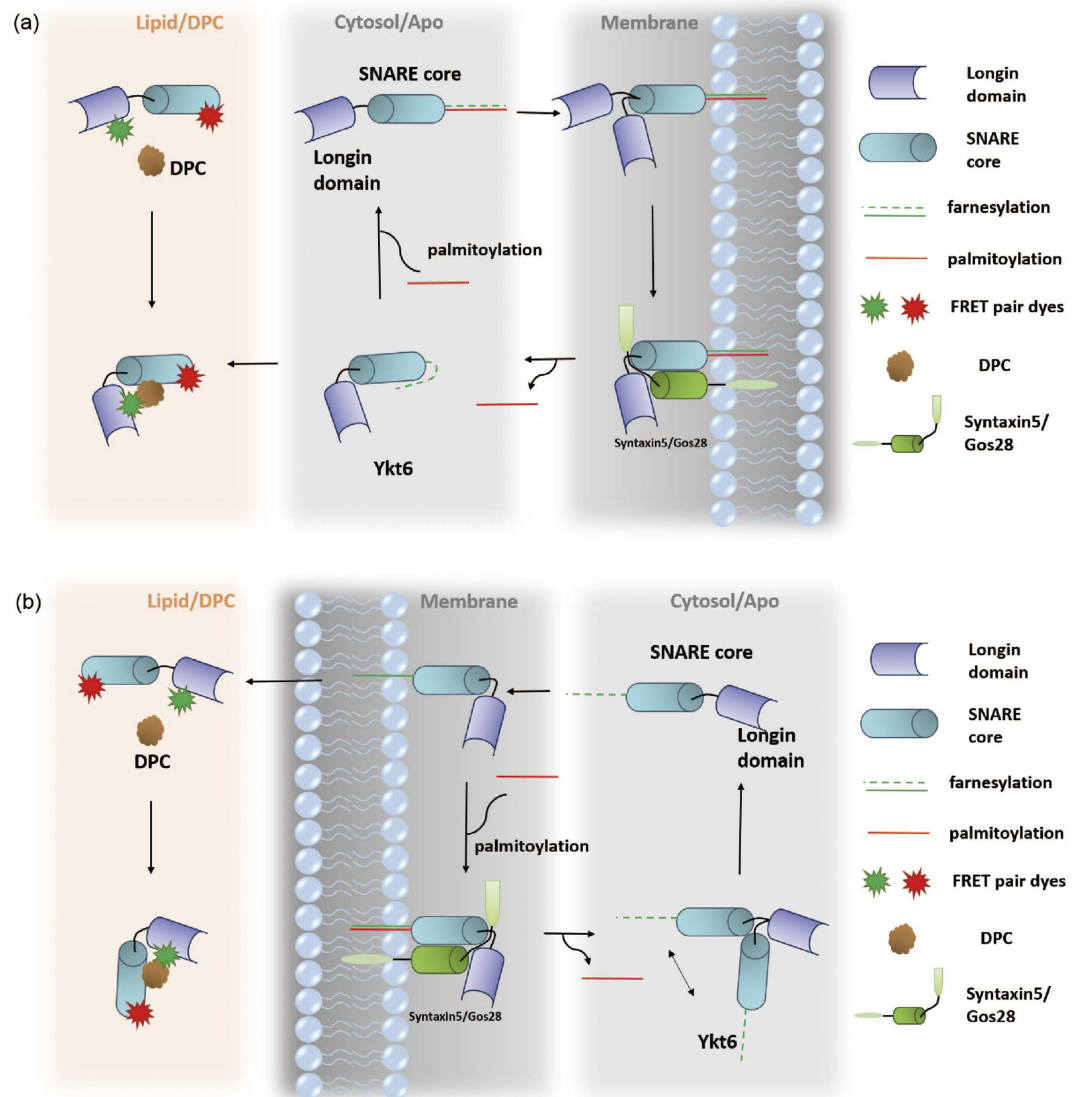 (a)
Lipid/DPC
Cytosol/Apo
Membrane
SNARE core
Longin
domain
DPC
palmitoylation
Ykt6
Syntaxin5/Gos28
Longin
domain
SNARE
core
farnesylation
palmitoylation
FRET pair dyes
DPC
Syntaxin5/
Gos28
(b)
Lipid/DPC
Membrane
Cytosol/Apo
SNARE core
Longin
domain
DPC
palmitoylation
Syntaxin5/Gos28
Ykt6
Longin
domain
SNARE
core
farnesylation
palmitoylation
FRET pair dyes
DPC
Syntaxin5/
Gos28